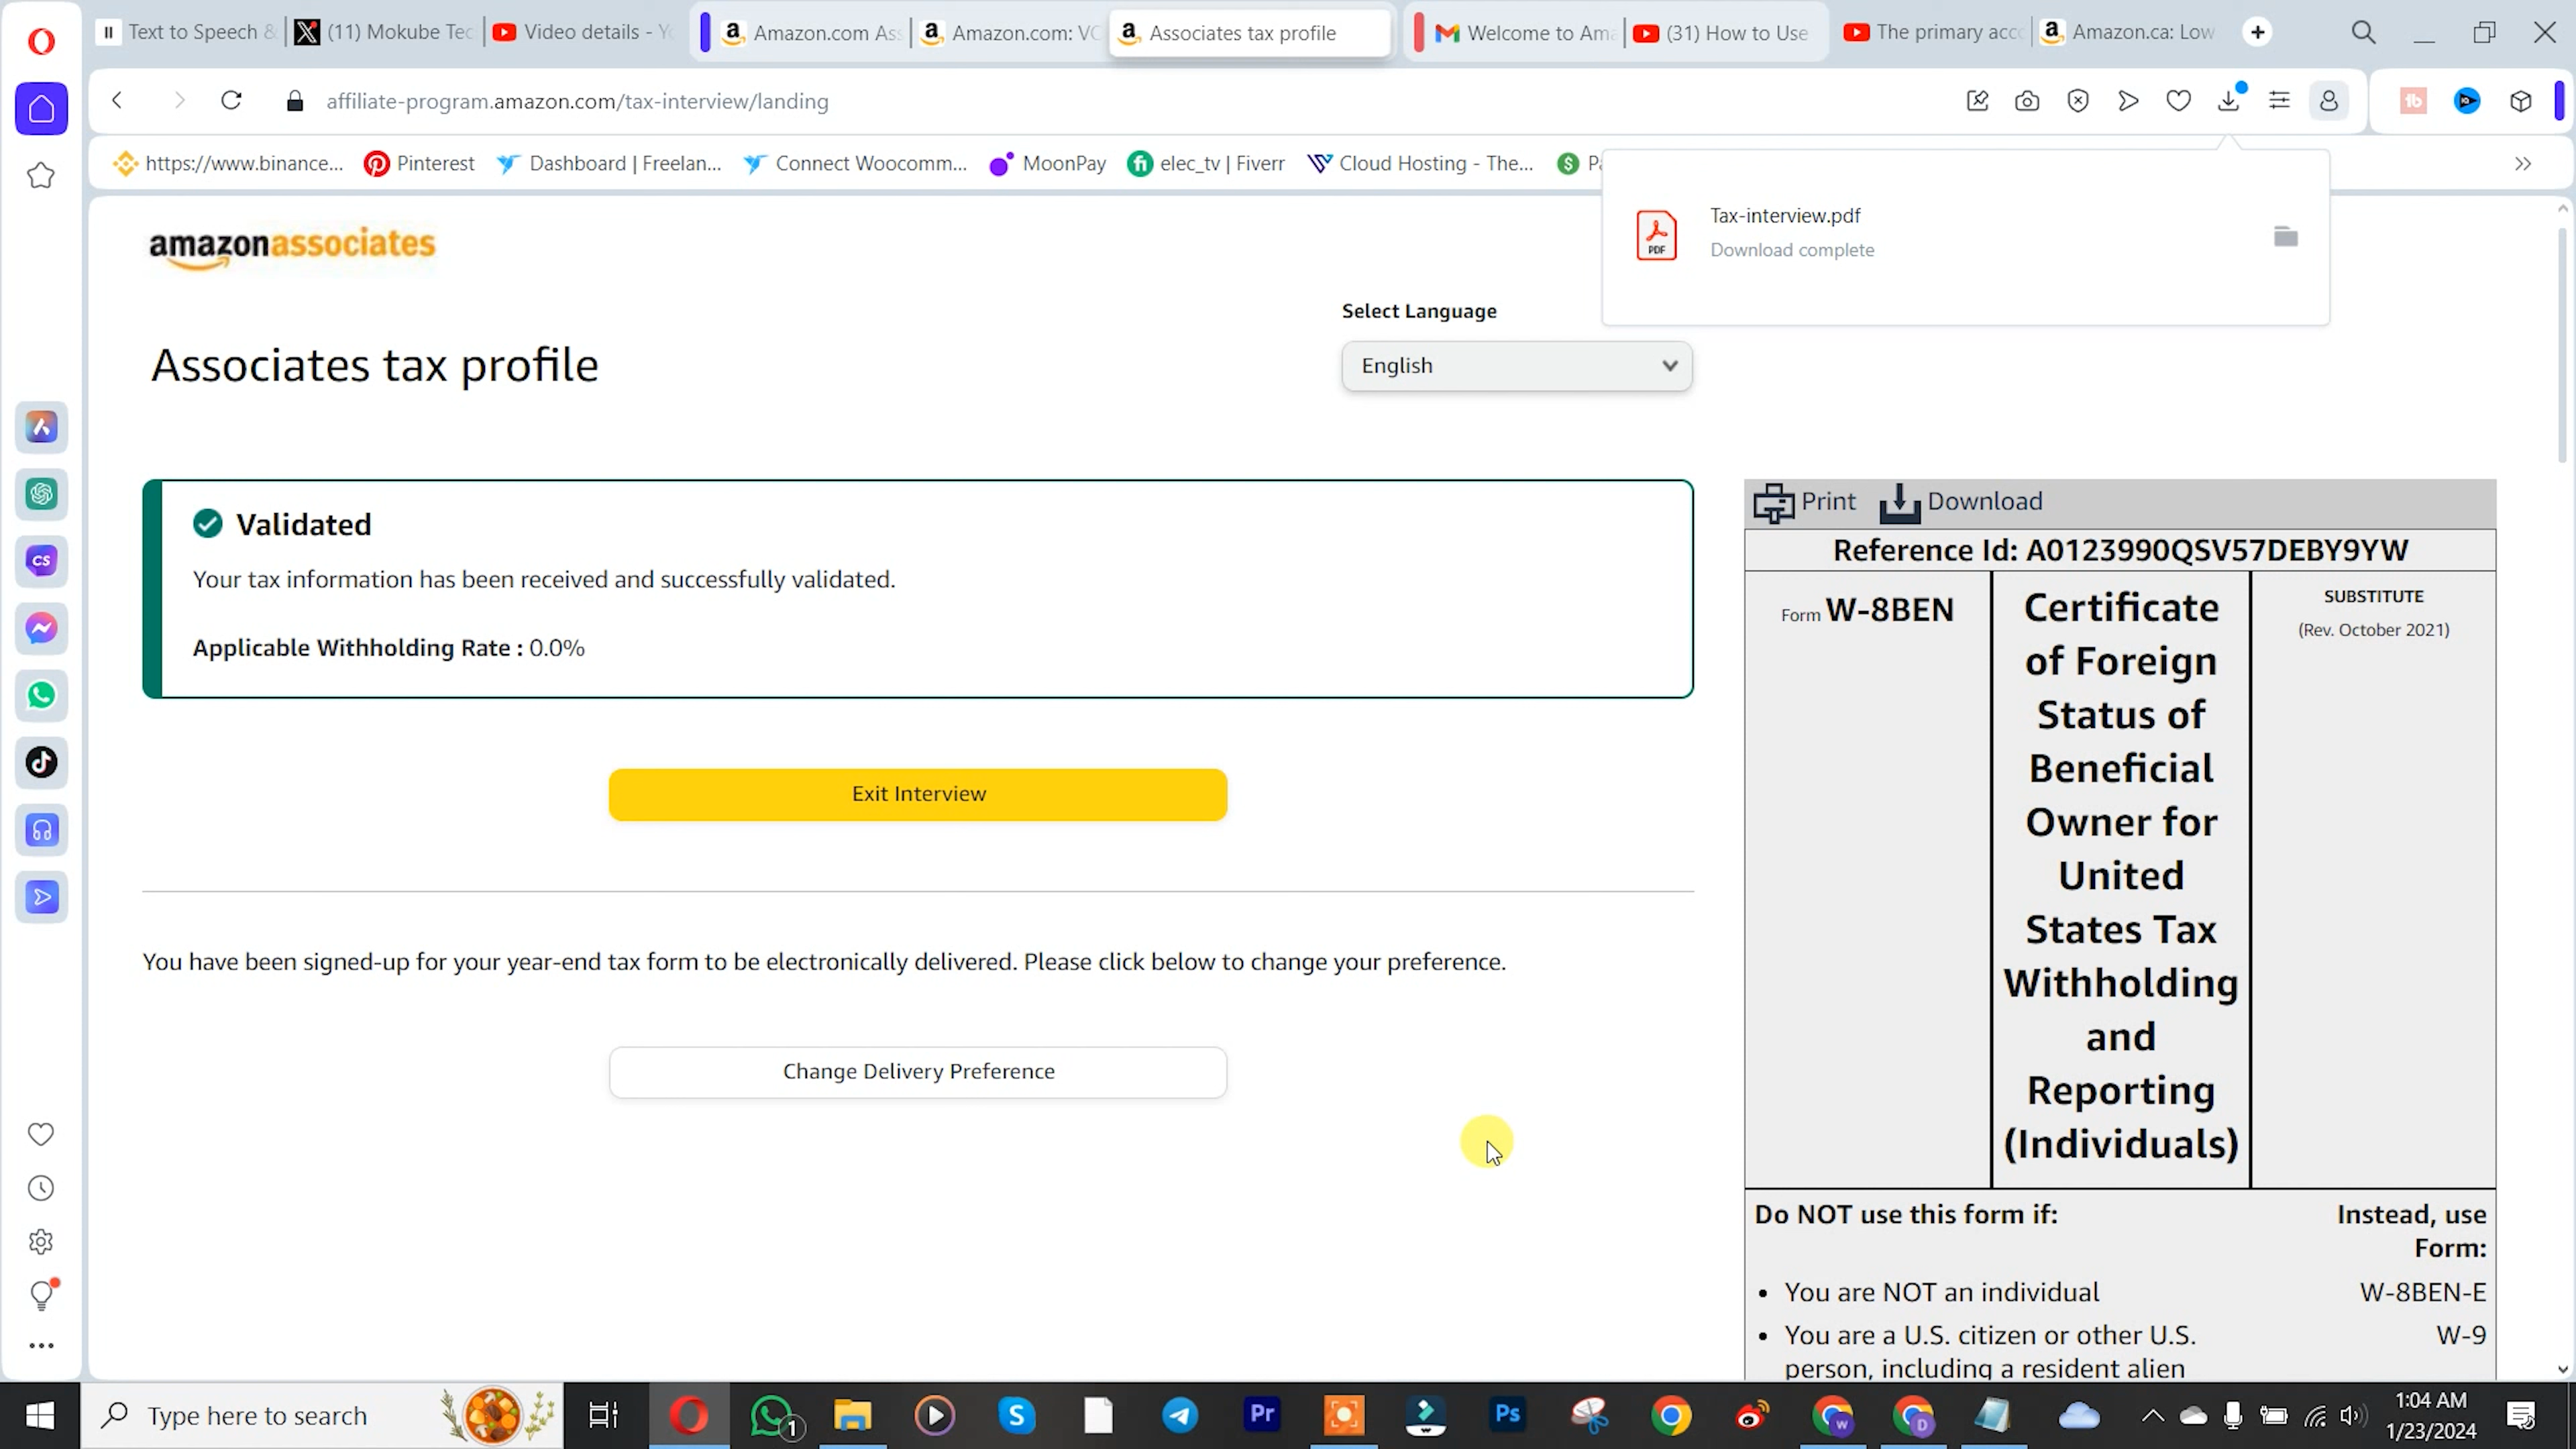 Text to Speech &
(11) Mokube Tec
Video details - Yo
Amazon.com Ass
Amazon.com: VC
Associates tax profile
Welcome to Ama
(31) How to Use
The primary acco
Amazon.ca: Low
affiliate-program.amazon.com/tax-interview/landing
https://www.binance...
Pinterest
Dashboard | Freelan...
Connect Woocomm...
MoonPay
elec_tv | Fiverr
Cloud Hosting - The...
Tax-interview.pdf
Download complete
PDF
amazonassociates
Select Language
English
Associates tax profile
Validated
Your tax information has been received and successfully validated.
Applicable Withholding Rate : 0.0%
Exit Interview
You have been signed-up for your year-end tax form to be electronically delivered. Please click below to change your preference.
Change Delivery Preference
Print
Download
Reference Id: A0123990QSV57DEBY9YW
Form W-8BEN
Certificate
of Foreign
Status of
Beneficial
Owner for
United
States Tax
Withholding
and
Reporting
(Individuals)
SUBSTITUTE
(Rev. October 2021)
Do NOT use this form if:
Instead, use
Form:
• You are NOT an individual
W-8BEN-E
• You are a U.S. citizen or other U.S.
W-9
person, including a resident alien
Type here to search
1
Pr
Ps
1:04 AM
1/23/2024